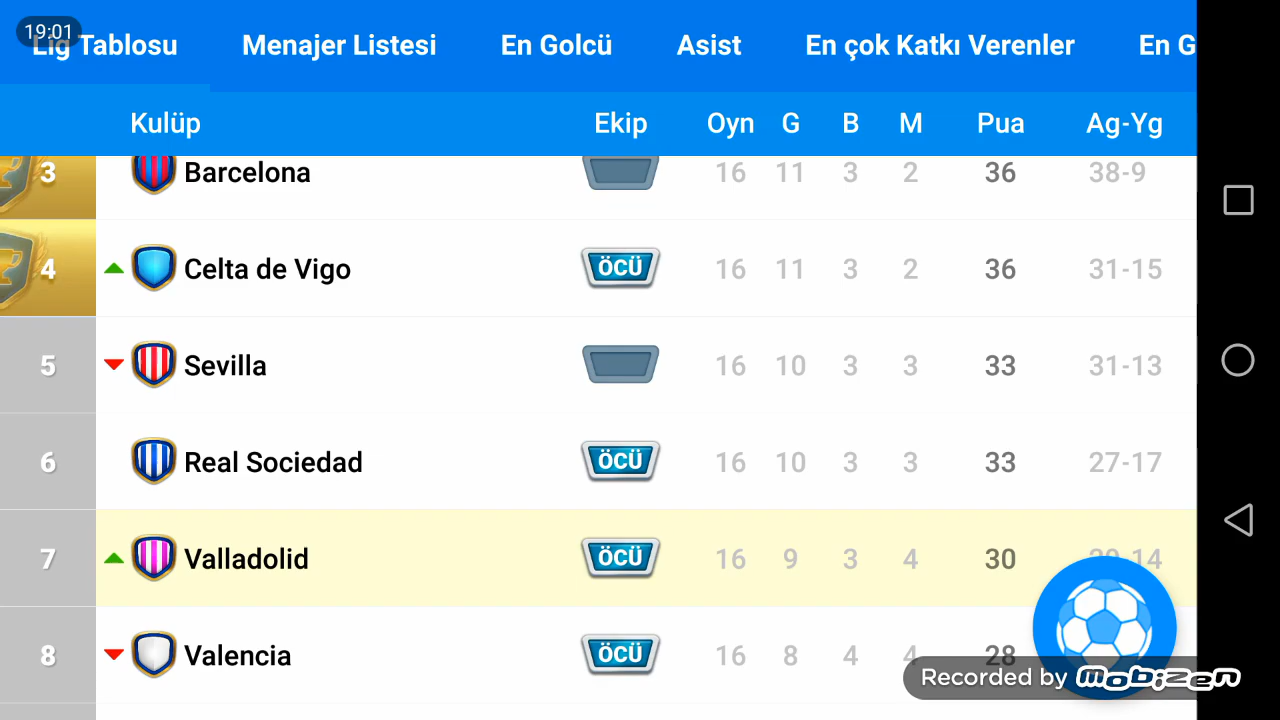 19:01
Lig Tablosu Menajer Listesi En Golcü Asist En çok Katkı Verenler En G
Kulüp Ekip Oyn G B M Pua Ag-Yg
3 Barcelona 16 11 3 2 36 38-9
4 Celta de Vigo ÖCÜ 16 11 3 2 36 31-15
5 Sevilla 16 10 3 3 33 31-13
6 Real Sociedad ÖCÜ 16 10 3 3 33 27-17
7 Valladolid ÖCÜ 16 9 3 4 30
8 Valencia ÖCÜ 16 8 4 4 28
Recorded by mobizen